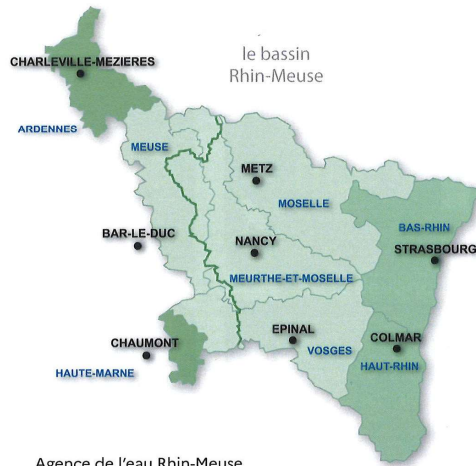 le bassin
Rhin-Meuse
CHARLEVILLE-MEZIERES
ARDENNES
MEUSE
METZ
MOSELLE
BAS-RHIN
BAR-LE-DUC
NANCY
STRASBOURG
MEURTHE-ET-MOSELLE
EPINAL
COLMAR
CHAUMONT
VOSGES
HAUT-RHIN
HAUTE-MARNE
Agence de l'eau Rhin-Meuse